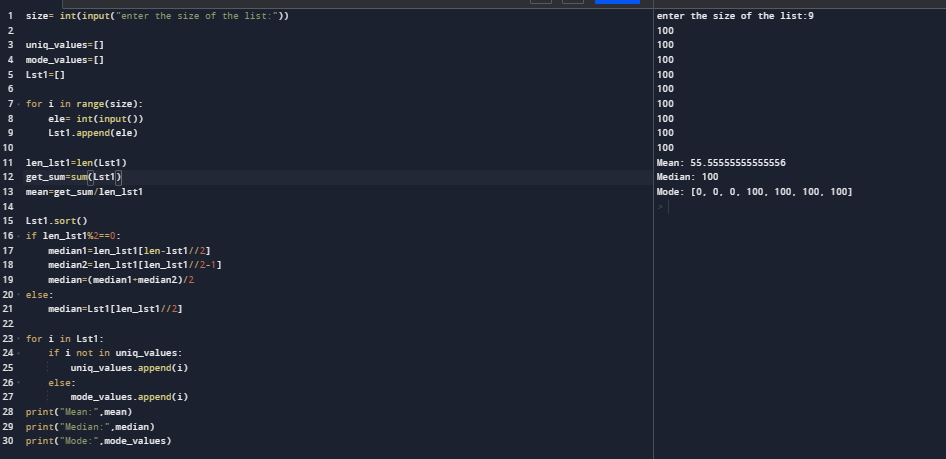 1 size= int(input("enter the size of the list:"))
2
3 uniq_values=[]
4 mode_values=[]
5 Lst1=[]
6
7 for i in range(size):
8 ele= int(input())
9 Lst1.append(ele)
10
11 len_lst1=len(Lst1)
12 get_sum=sum(Lst1)
13 mean=get_sum/len_lst1
14
15 Lst1.sort()
16 if len_lst1%2==0:
17 median1=len_lst1[len-lst1//2]
18 median2=len_lst1[len_lst1//2-1]
19 median=(median1+median2)/2
20 else:
21 median=Lst1[len_lst1//2]
22
23 for i in Lst1:
24 if i not in uniq_values:
25 uniq_values.append(i)
26 else:
27 mode_values.append(i)
28 print("Mean:",mean)
29 print("Median:",median)
30 print("Mode:",mode_values)
enter the size of the list:9
100
100
100
100
100
100
100
100
100
Mean: 55.55555555555556
Median: 100
Mode: [0, 0, 0, 100, 100, 100, 100]
>